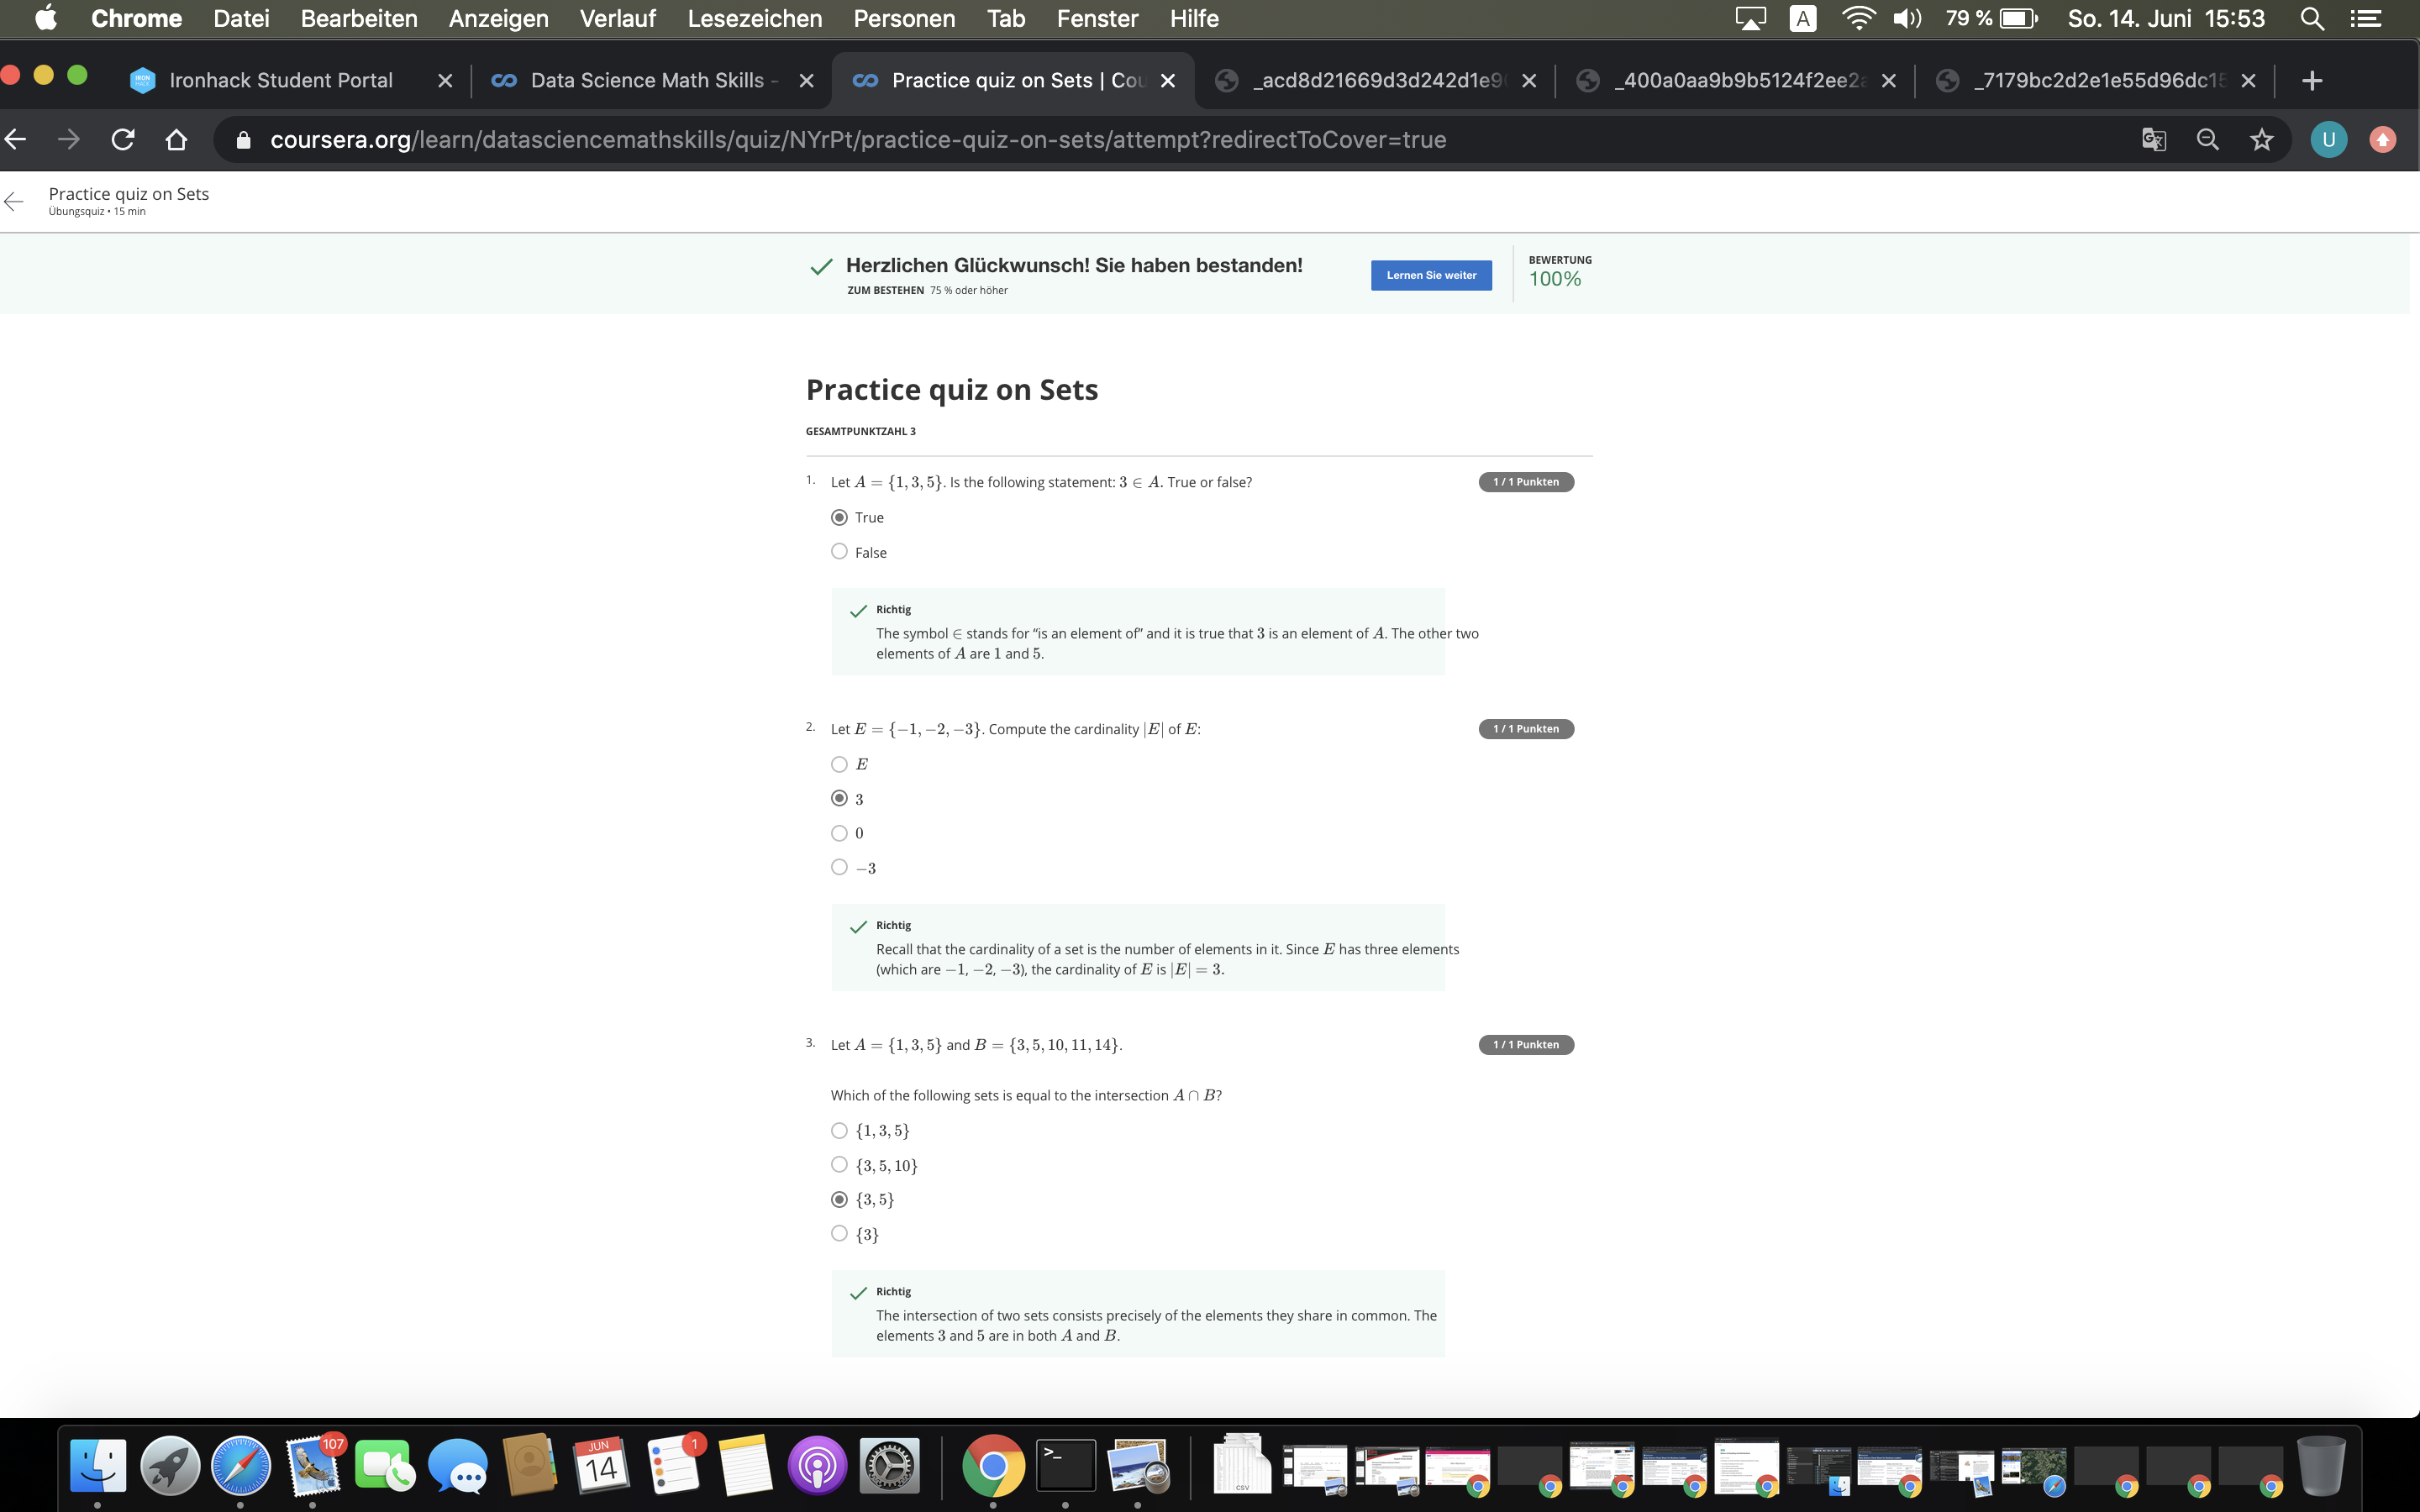 Chrome Datei Bearbeiten Anzeigen Verlauf Lesezeichen Personen Tab Fenster Hilfe A 79 % So. 14. Juni 15:53
Ironhack Student Portal Data Science Math Skills - Practice quiz on Sets | Cou _acd8d21669d3d242d1e9 _400a0aa9b9b5124f2ee2a _7179bc2d2e1e55d96dc15
coursera.org/learn/datasciencemathskills/quiz/NYrPt/practice-quiz-on-sets/attempt?redirectToCover=true U
Practice quiz on Sets
Übungsquiz • 15 min
Herzlichen Glückwunsch! Sie haben bestanden!
ZUM BESTEHEN 75 % oder höher
Lernen Sie weiter
BEWERTUNG
100%
Practice quiz on Sets
GESAMTPUNKTZAHL 3
1. Let A = {1, 3, 5}. Is the following statement: 3 ∈ A. True or false? 1 / 1 Punkten
True
False
Richtig
The symbol ∈ stands for “is an element of” and it is true that 3 is an element of A. The other two
elements of A are 1 and 5.
2. Let E = {−1, −2, −3}. Compute the cardinality |E| of E: 1 / 1 Punkten
E
3
0
−3
Richtig
Recall that the cardinality of a set is the number of elements in it. Since E has three elements
(which are −1, −2, −3), the cardinality of E is |E| = 3.
3. Let A = {1, 3, 5} and B = {3, 5, 10, 11, 14}. 1 / 1 Punkten
Which of the following sets is equal to the intersection A ∩ B?
{1, 3, 5}
{3, 5, 10}
{3, 5}
{3}
Richtig
The intersection of two sets consists precisely of the elements they share in common. The
elements 3 and 5 are in both A and B.
107
JUN
14
1
>_
CSV